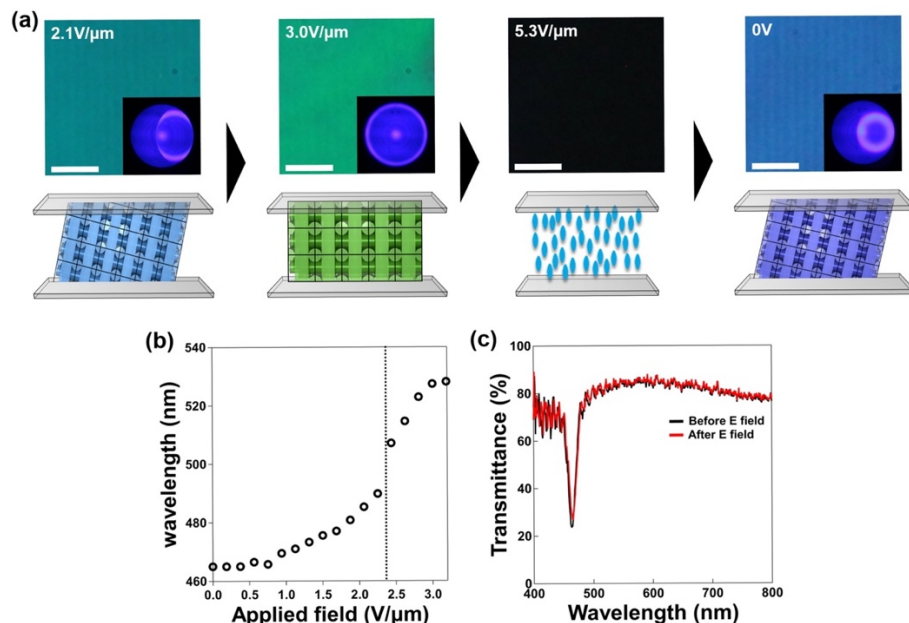 (a)
2.1V/μm
3.0V/μm
5.3V/μm
0V
(b)
540
520
500
480
460
wavelength (nm)
0.0 0.5 1.0 1.5 2.0 2.5 3.0
Applied field (V/μm)
(c)
100
80
60
40
20
0
Transmittance (%)
Before E field
After E field
400 500 600 700 800
Wavelength (nm)